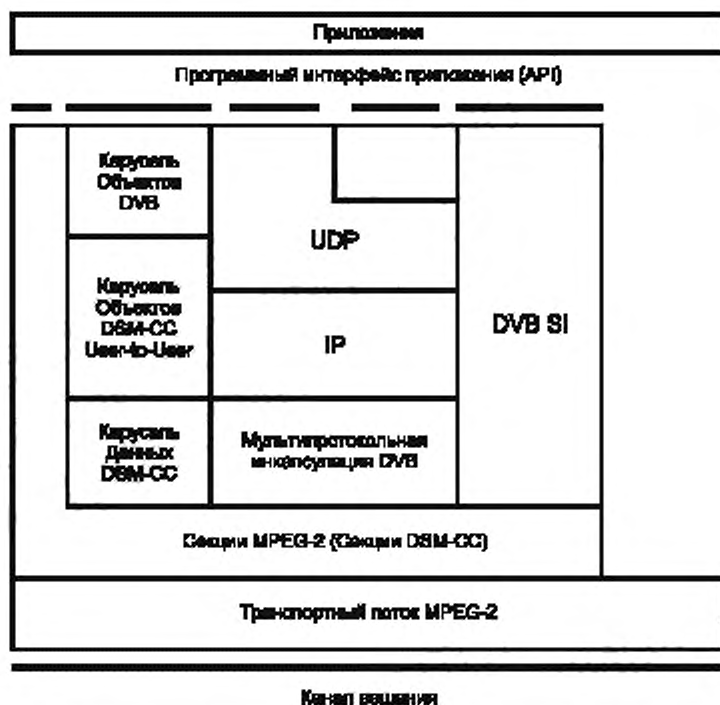 Приложения
Программный интерфейс приложения (API)
Карусель
Объектов
DVB
UDP
Карусель
Объектов
DSM-CC
User-to-User
IP
DVB SI
Карусель
Данных
DSM-CC
Мультипротокольная
инкапсуляция DVB
Секции MPEG-2 (Секции DSM-CC)
Транспортный поток MPEG-2
Канал вещания